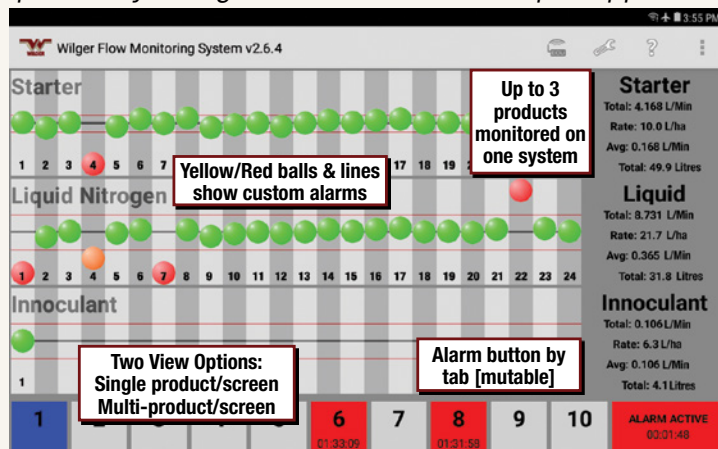 3:55 PM
WILGER
Wilger Flow Monitoring System v2.6.4
Starter
1 2 3 4 5 6 7 17 18 19
Up to 3
products
monitored on
one system
Starter
Total: 4.168 L/Min
Rate: 10.0 L/ha
Avg: 0.168 L/Min
Total: 49.9 Litres
Yellow/Red balls & lines
show custom alarms
Liquid Nitrogen
1 2 3 4 5 6 7 8 9 10 11 12 13 14 15 16 17 18 19 20 21 22 23 24
Liquid
Total: 8.731 L/Min
Rate: 21.7 L/ha
Avg: 0.365 L/Min
Total: 31.8 Litres
Innoculant
1
Innoculant
Total: 0.106 L/Min
Rate: 6.3 L/ha
Avg: 0.106 L/Min
Total: 4.1 Litres
Two View Options:
Single product/screen
Multi-product/screen
Alarm button by
tab [mutable]
1 6 7 8 9 10
01:33:09 01:31:58
ALARM ACTIVE
00:01:48